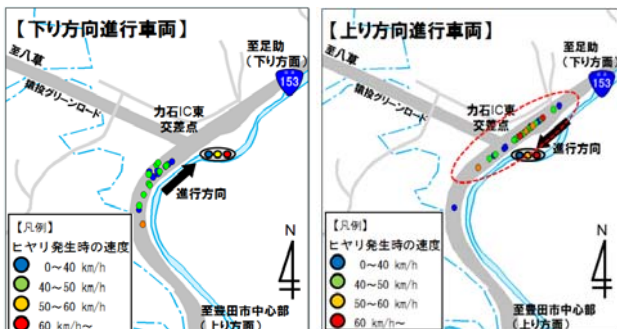 【下り方向進行車両】
至足助
(下り方面)
国道
153
至八草
猿投グリーンロード
力石IC東
交差点
進行方向
【凡例】
ヒヤリ発生時の速度
0～40 km/h
40～50 km/h
50～60 km/h
60 km/h～
N
至豊田市中心部
(上り方面)
【上り方向進行車両】
至足助
(下り方面)
国道
153
至八草
猿投グリーンロード
力石IC東
交差点
進行方向
【凡例】
ヒヤリ発生時の速度
0～40 km/h
40～50 km/h
50～60 km/h
60 km/h～
N
至豊田市中心部
(上り方面)